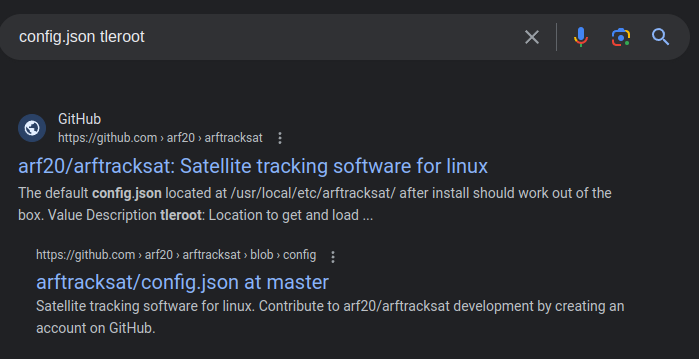 config.json tleroot
GitHub
https://github.com › arf20 › arftracksat
arf20/arftracksat: Satellite tracking software for linux
The default config.json located at /usr/local/etc/arftracksat/ after install should work out of the
box. Value Description tleroot: Location to get and load ...
https://github.com › arf20 › arftracksat › blob › config
arftracksat/config.json at master
Satellite tracking software for linux. Contribute to arf20/arftracksat development by creating an
account on GitHub.